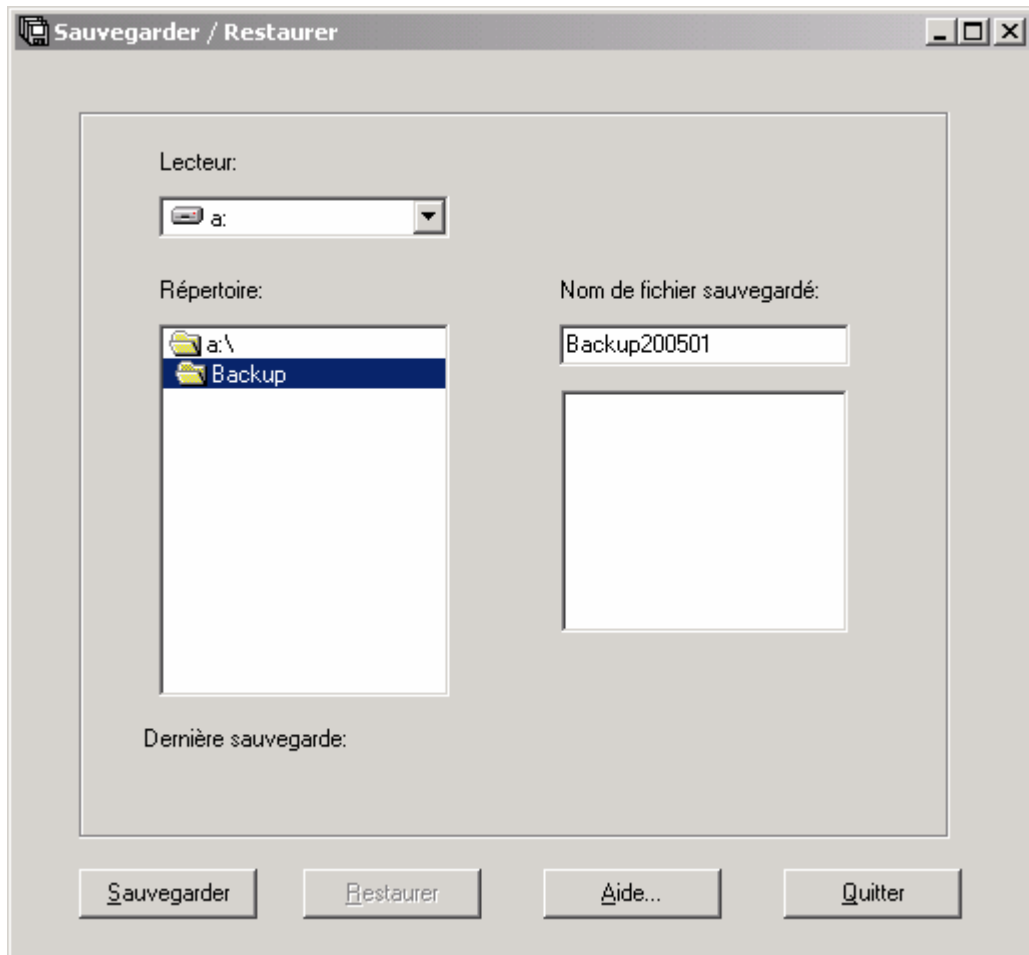 Sauvegarder / Restaurer
Lecteur:
a:
Répertoire:
a:\
Backup
Nom de fichier sauvegardé:
Backup200501
Dernière sauvegarde:
Sauvegarder
Restaurer
Aide...
Quitter